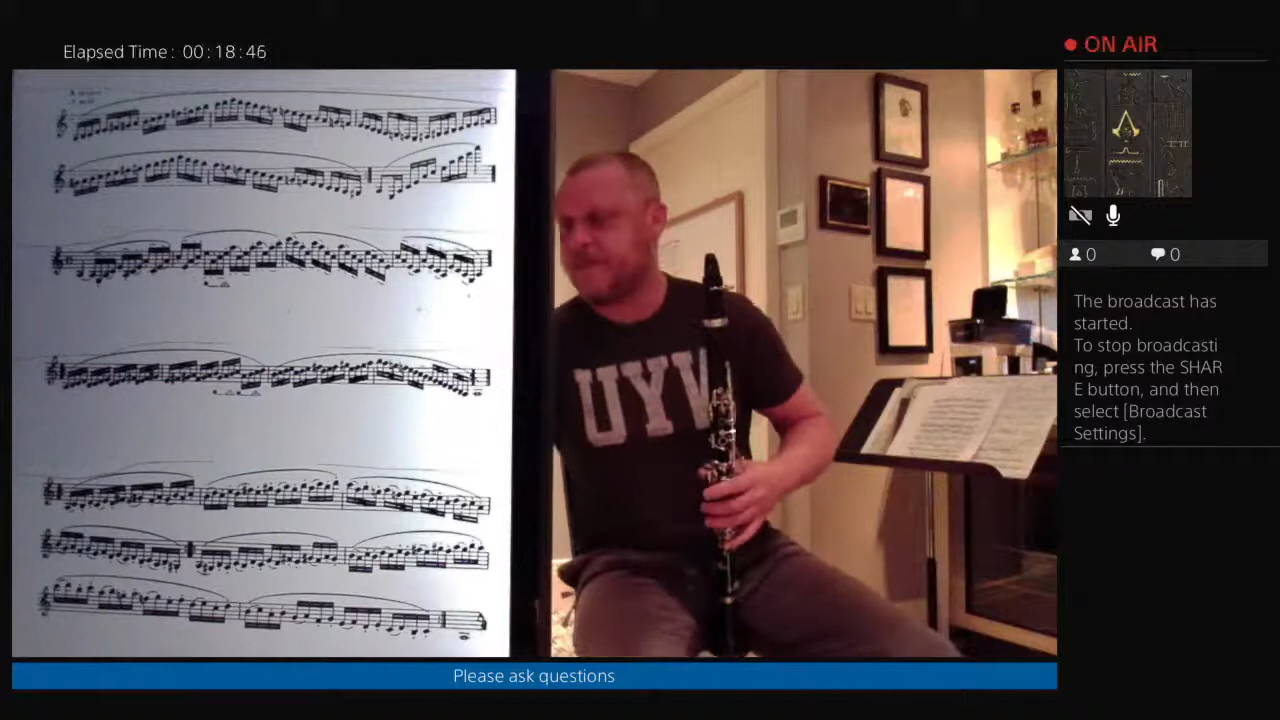 Elapsed Time: 00:18:46
ON AIR
0
0
The broadcast has
started.
To stop broadcasti
ng, press the SHAR
E button, and then
select [Broadcast
Settings].
UYW
Please ask questions